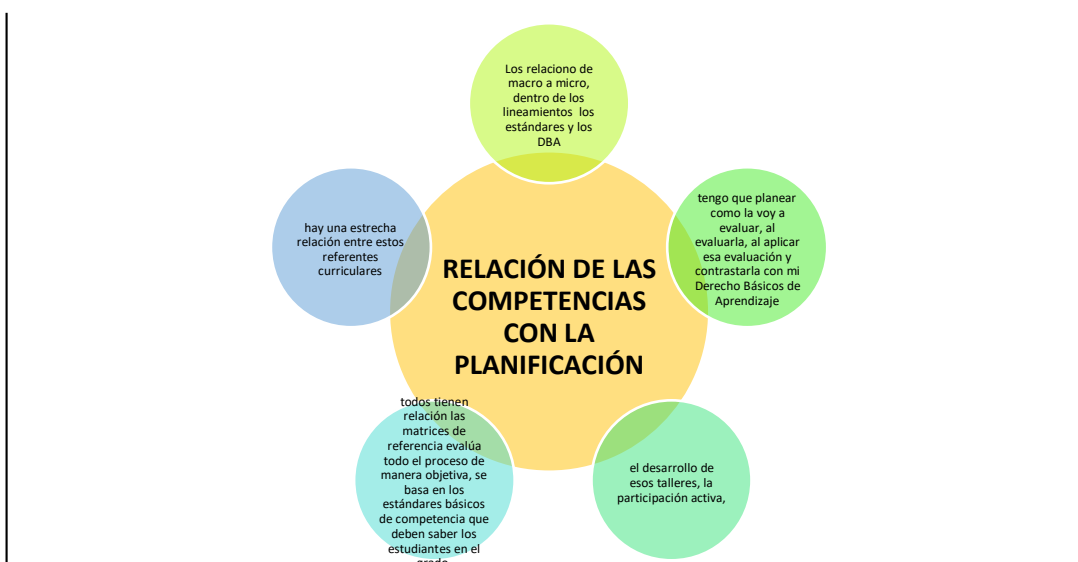 Los relaciono de
macro a micro,
dentro de los
lineamientos los
estándares y los
DBA
tengo que planear
como la voy a
evaluar, al
evaluarla, al aplicar
esa evaluación y
contrastarla con mi
Derecho Básicos de
Aprendizaje
hay una estrecha
relación entre estos
referentes
curriculares
RELACIÓN DE LAS
COMPETENCIAS
CON LA
PLANIFICACIÓN
todos tienen
relación las
matrices de
referencia evalúa
todo el proceso de
manera objetiva, se
basa en los
estándares básicos
de competencia que
deben saber los
estudiantes en el
el desarrollo de
esos talleres, la
participación activa,